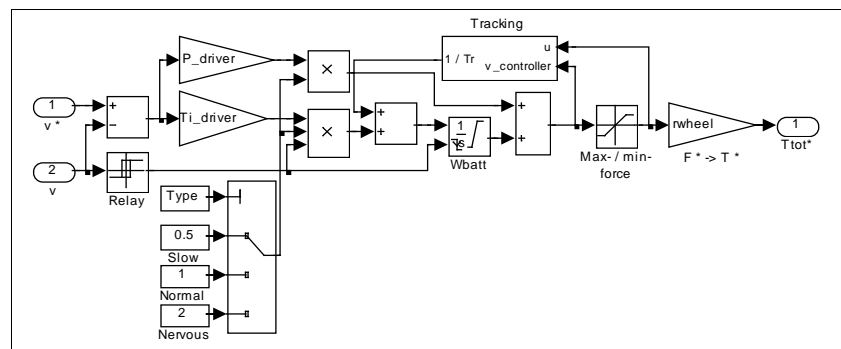 Tracking
P_driver
1 / Tr
u
v_controller
×
1
v *
+
−
Ti_driver
×
+
+
1
s
Wbatt
+
+
Max- / min-
force
rwheel
F * -> T *
1
Ttot*
2
v
Relay
Type
0.5
Slow
1
Normal
2
Nervous